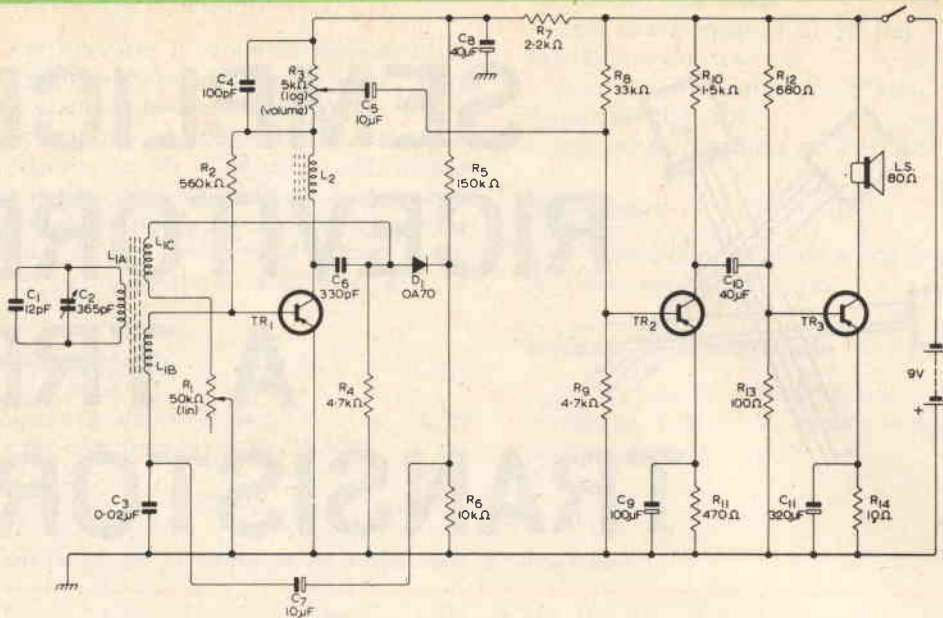 C4
100pF
R3
5kΩ
(log)
(volume)
C5
10µF
C8
40µF
R7
2·2kΩ
R8
33kΩ
R10
1·5kΩ
R12
680Ω
R2
560kΩ
L2
R5
150kΩ
L.S.
80Ω
L1A
L1C
C1
12pF
C2
365pF
L1B
C6
330pF
D1
OA70
TR1
C10
40µF
TR2
TR3
9V
+
R1
50kΩ
(lin)
R4
4·7kΩ
R9
4·7kΩ
R13
100Ω
C3
0·02µF
R6
10kΩ
C9
100µF
R11
470Ω
C11
320µF
R14
10Ω
C7
10µF